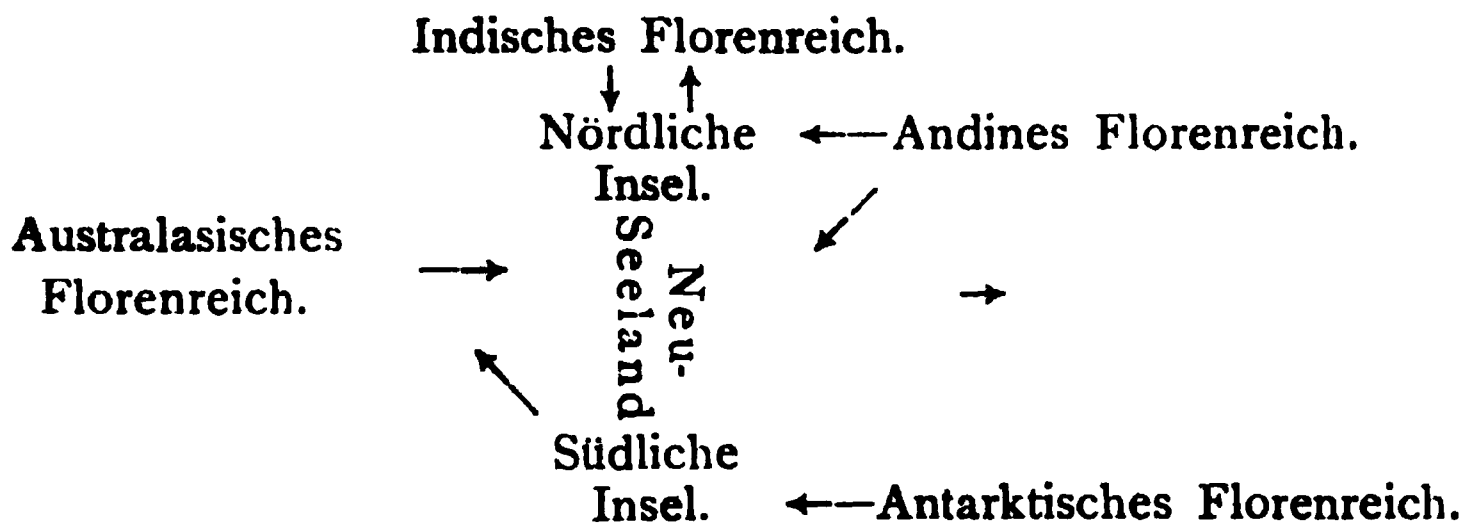 Indisches Florenreich.
Nördliche
Insel.
Andines Florenreich.
Australasisches
Florenreich.
Neu-
Seeland
Südliche
Insel.
Antarktisches Florenreich.